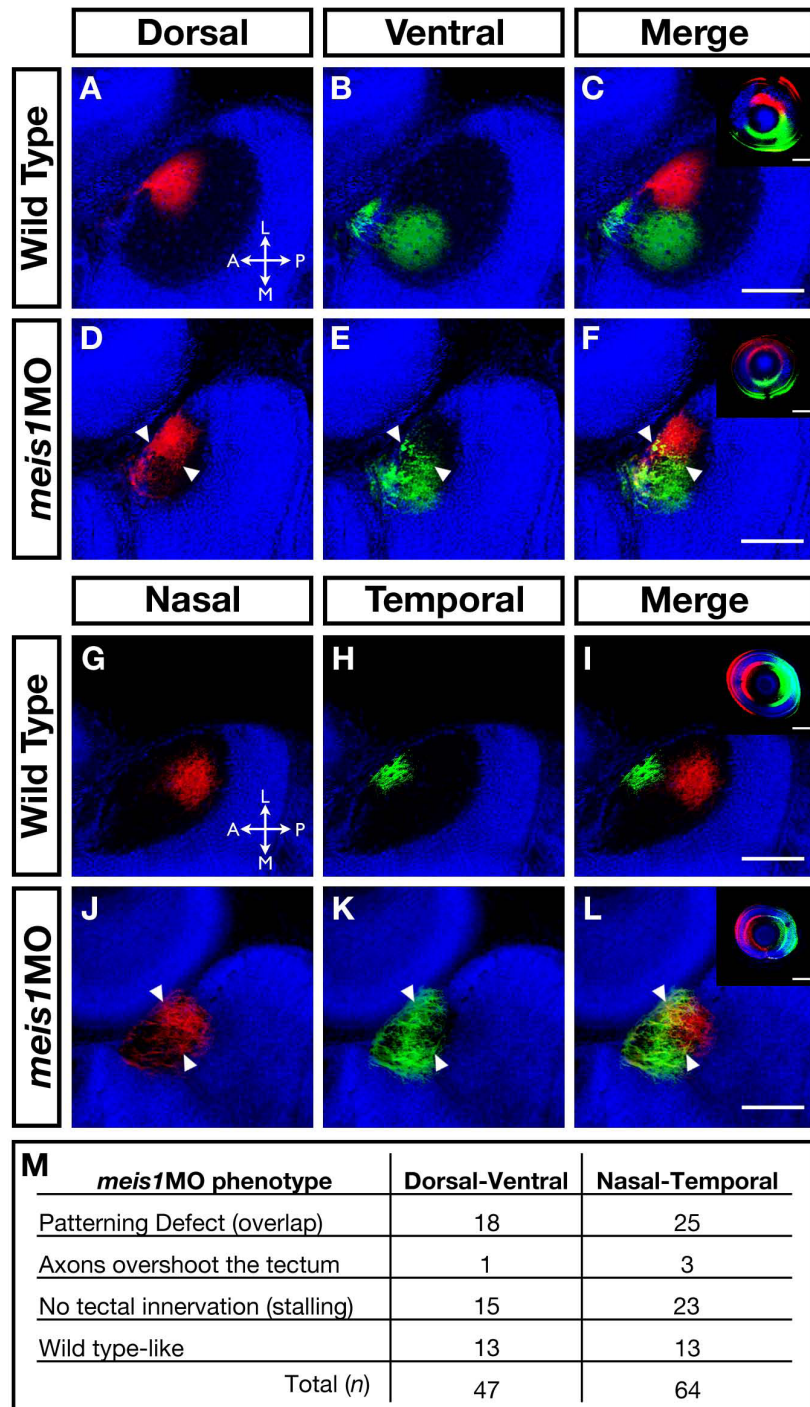 Dorsal Ventral Merge
Wild Type
A B C
L
A P
M
meis1MO
D E F
Nasal Temporal Merge
Wild Type
G H I
L
A P
M
meis1MO
J K L
M
meis1MO phenotype Dorsal-Ventral Nasal-Temporal
Patterning Defect (overlap) 18 25
Axons overshoot the tectum 1 3
No tectal innervation (stalling) 15 23
Wild type-like 13 13
Total (n) 47 64